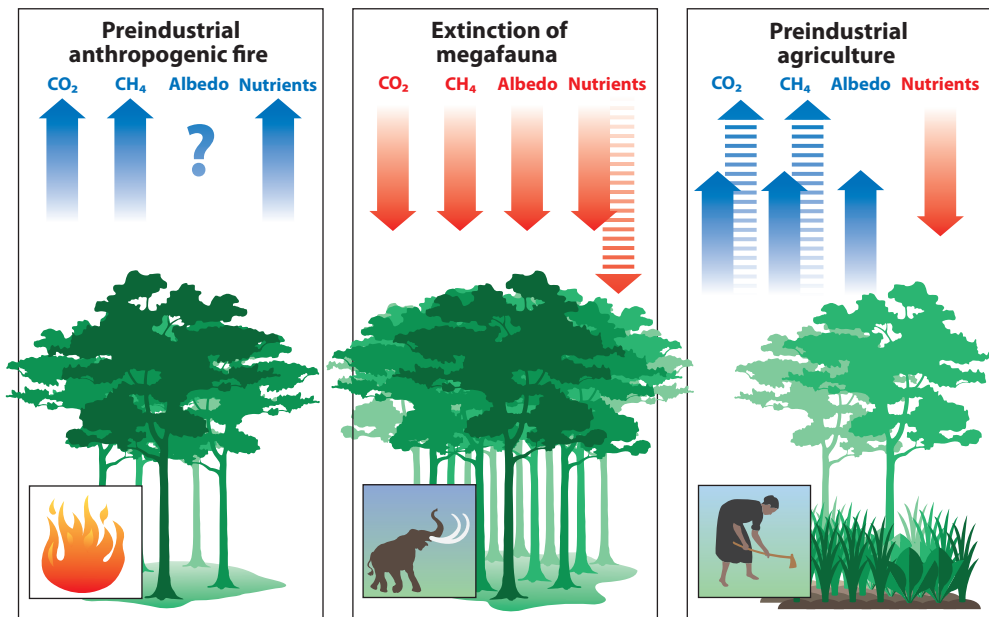 Preindustrial
anthropogenic fire
CO₂ CH₄ Albedo Nutrients
?
Extinction of
megafauna
CO₂ CH₄ Albedo Nutrients
Preindustrial
agriculture
CO₂ CH₄ Albedo Nutrients